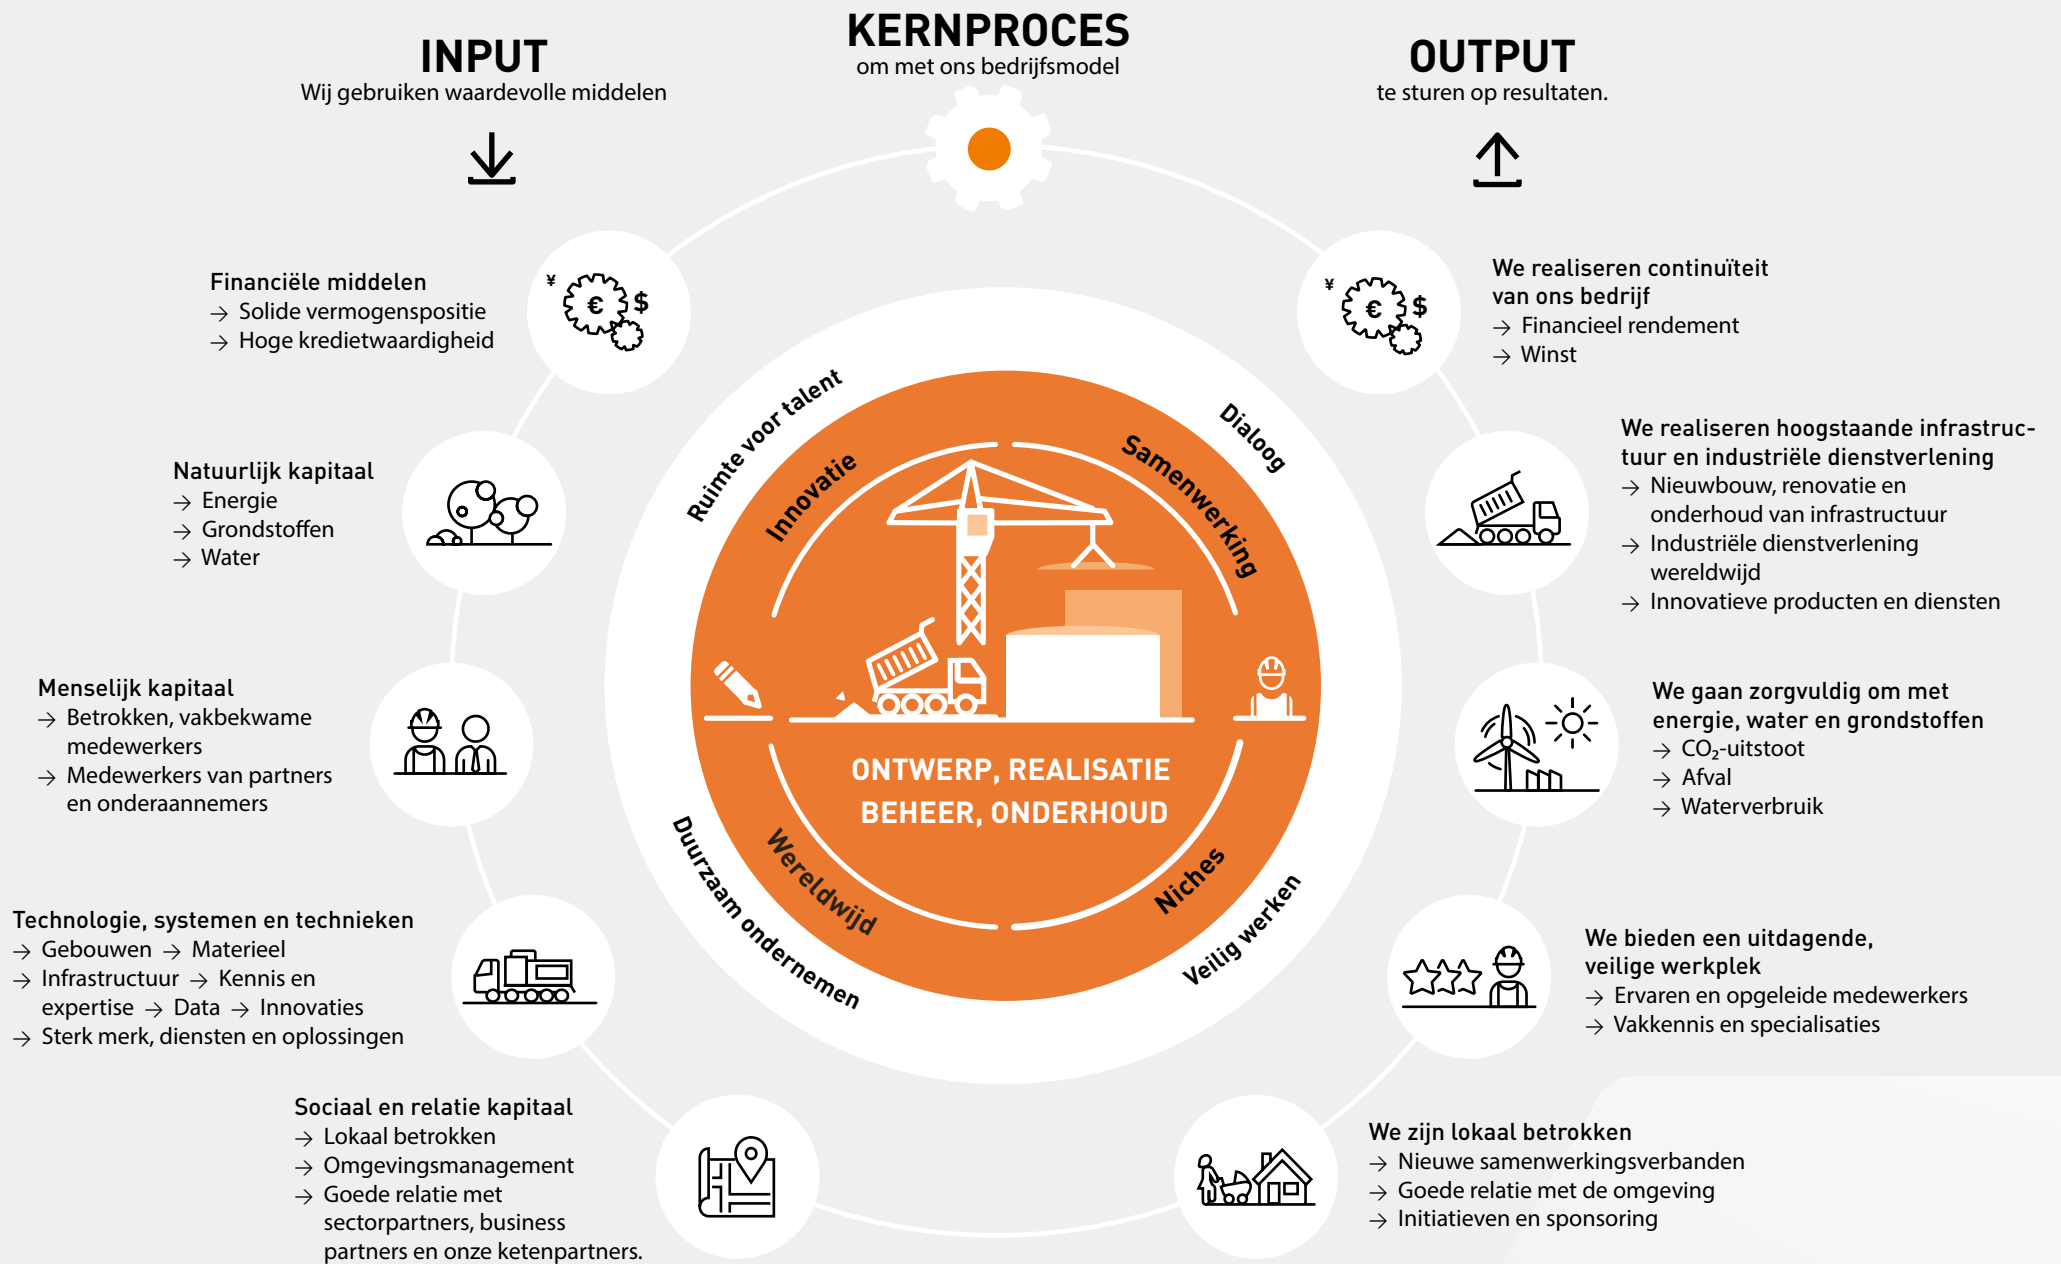 INPUT
Wij gebruiken waardevolle middelen
KERNPROCES
om met ons bedrijfsmodel
OUTPUT
te sturen op resultaten.
Financiële middelen
→ Solide vermogenspositie
→ Hoge kredietwaardigheid
¥ € $
Natuurlijk kapitaal
→ Energie
→ Grondstoffen
→ Water
Menselijk kapitaal
→ Betrokken, vakbekwame
medewerkers
→ Medewerkers van partners
en onderaannemers
Technologie, systemen en technieken
→ Gebouwen → Materieel
→ Infrastructuur → Kennis en
expertise → Data → Innovaties
→ Sterk merk, diensten en oplossingen
Sociaal en relatie kapitaal
→ Lokaal betrokken
→ Omgevingsmanagement
→ Goede relatie met
sectorpartners, business
partners en onze ketenpartners.
Ruimte voor talent
Dialoog
Innovatie
Samenwerking
ONTWERP, REALISATIE
BEHEER, ONDERHOUD
Wereldwijd
Niches
Duurzaam ondernemen
Veilig werken
¥ € $
We realiseren continuïteit
van ons bedrijf
→ Financieel rendement
→ Winst
We realiseren hoogstaande infrastruc-
tuur en industriële dienstverlening
→ Nieuwbouw, renovatie en
onderhoud van infrastructuur
→ Industriële dienstverlening
wereldwijd
→ Innovatieve producten en diensten
We gaan zorgvuldig om met
energie, water en grondstoffen
→ CO₂-uitstoot
→ Afval
→ Waterverbruik
We bieden een uitdagende,
veilige werkplek
→ Ervaren en opgeleide medewerkers
→ Vakkennis en specialisaties
We zijn lokaal betrokken
→ Nieuwe samenwerkingsverbanden
→ Goede relatie met de omgeving
→ Initiatieven en sponsoring